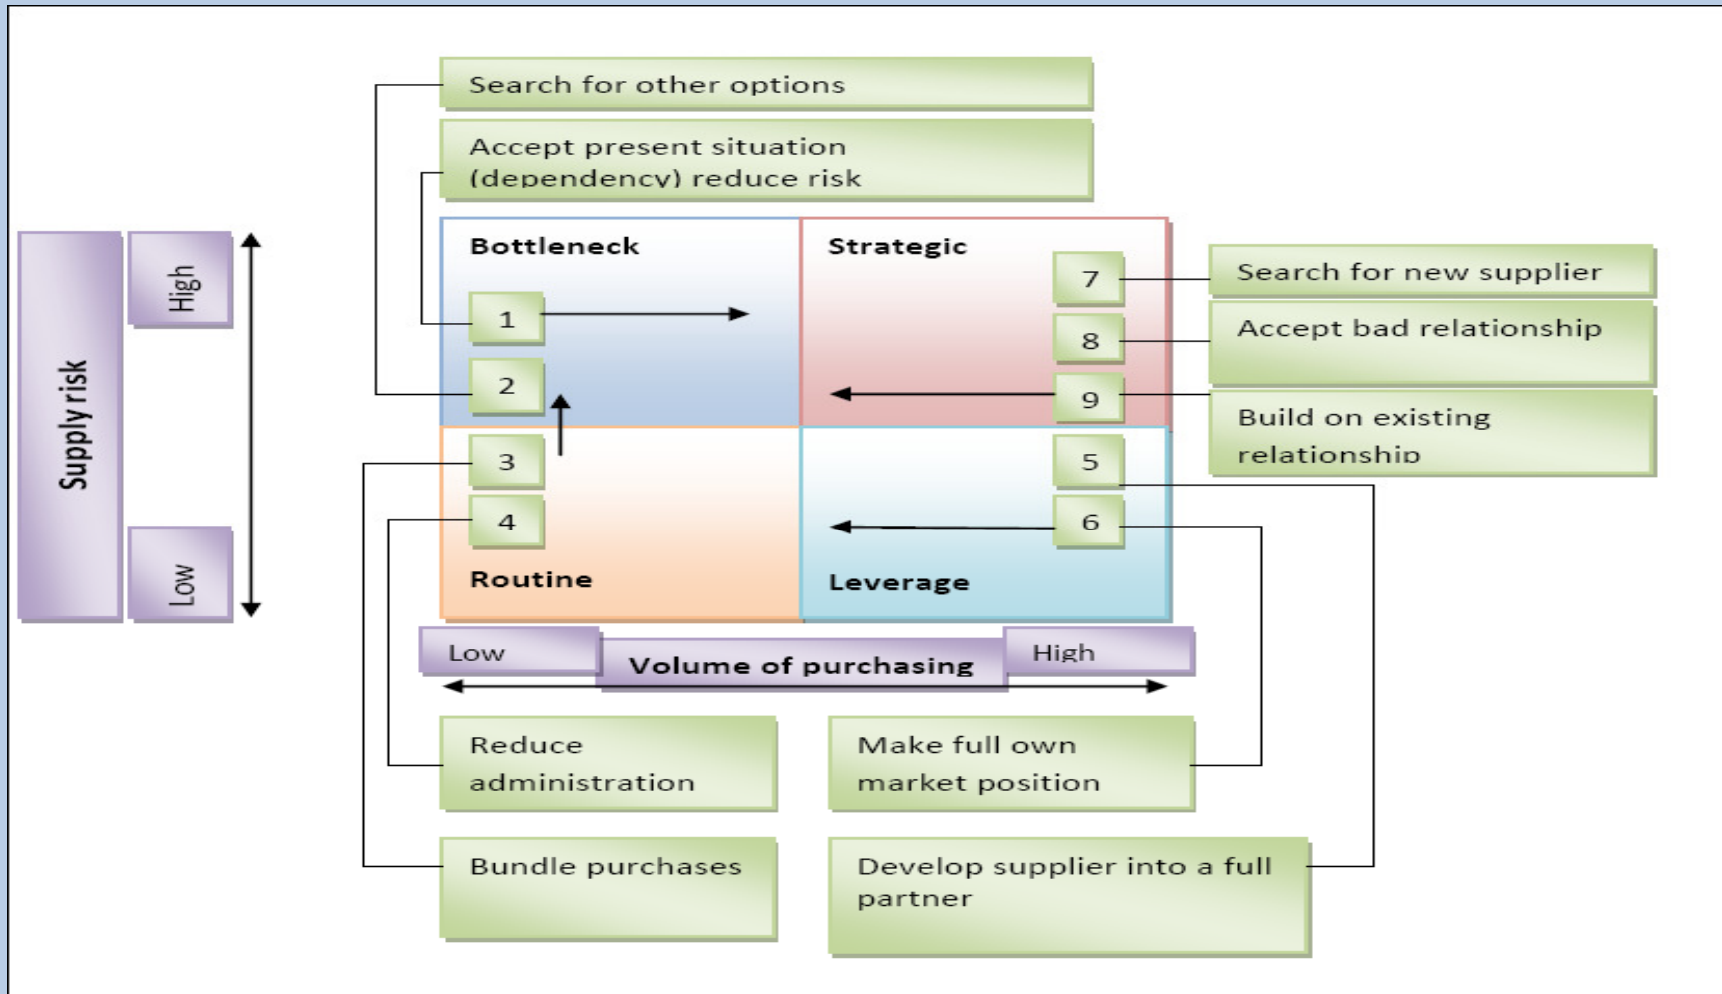 Search for other options
Accept present situation
(dependency) reduce risk
Bottleneck
Strategic
1
2
3
4
7
8
9
5
6
Routine
Leverage
Search for new supplier
Accept bad relationship
Build on existing
relationship
Supply risk
High
Low
Low
Volume of purchasing
High
Reduce
administration
Make full own
market position
Bundle purchases
Develop supplier into a full
partner